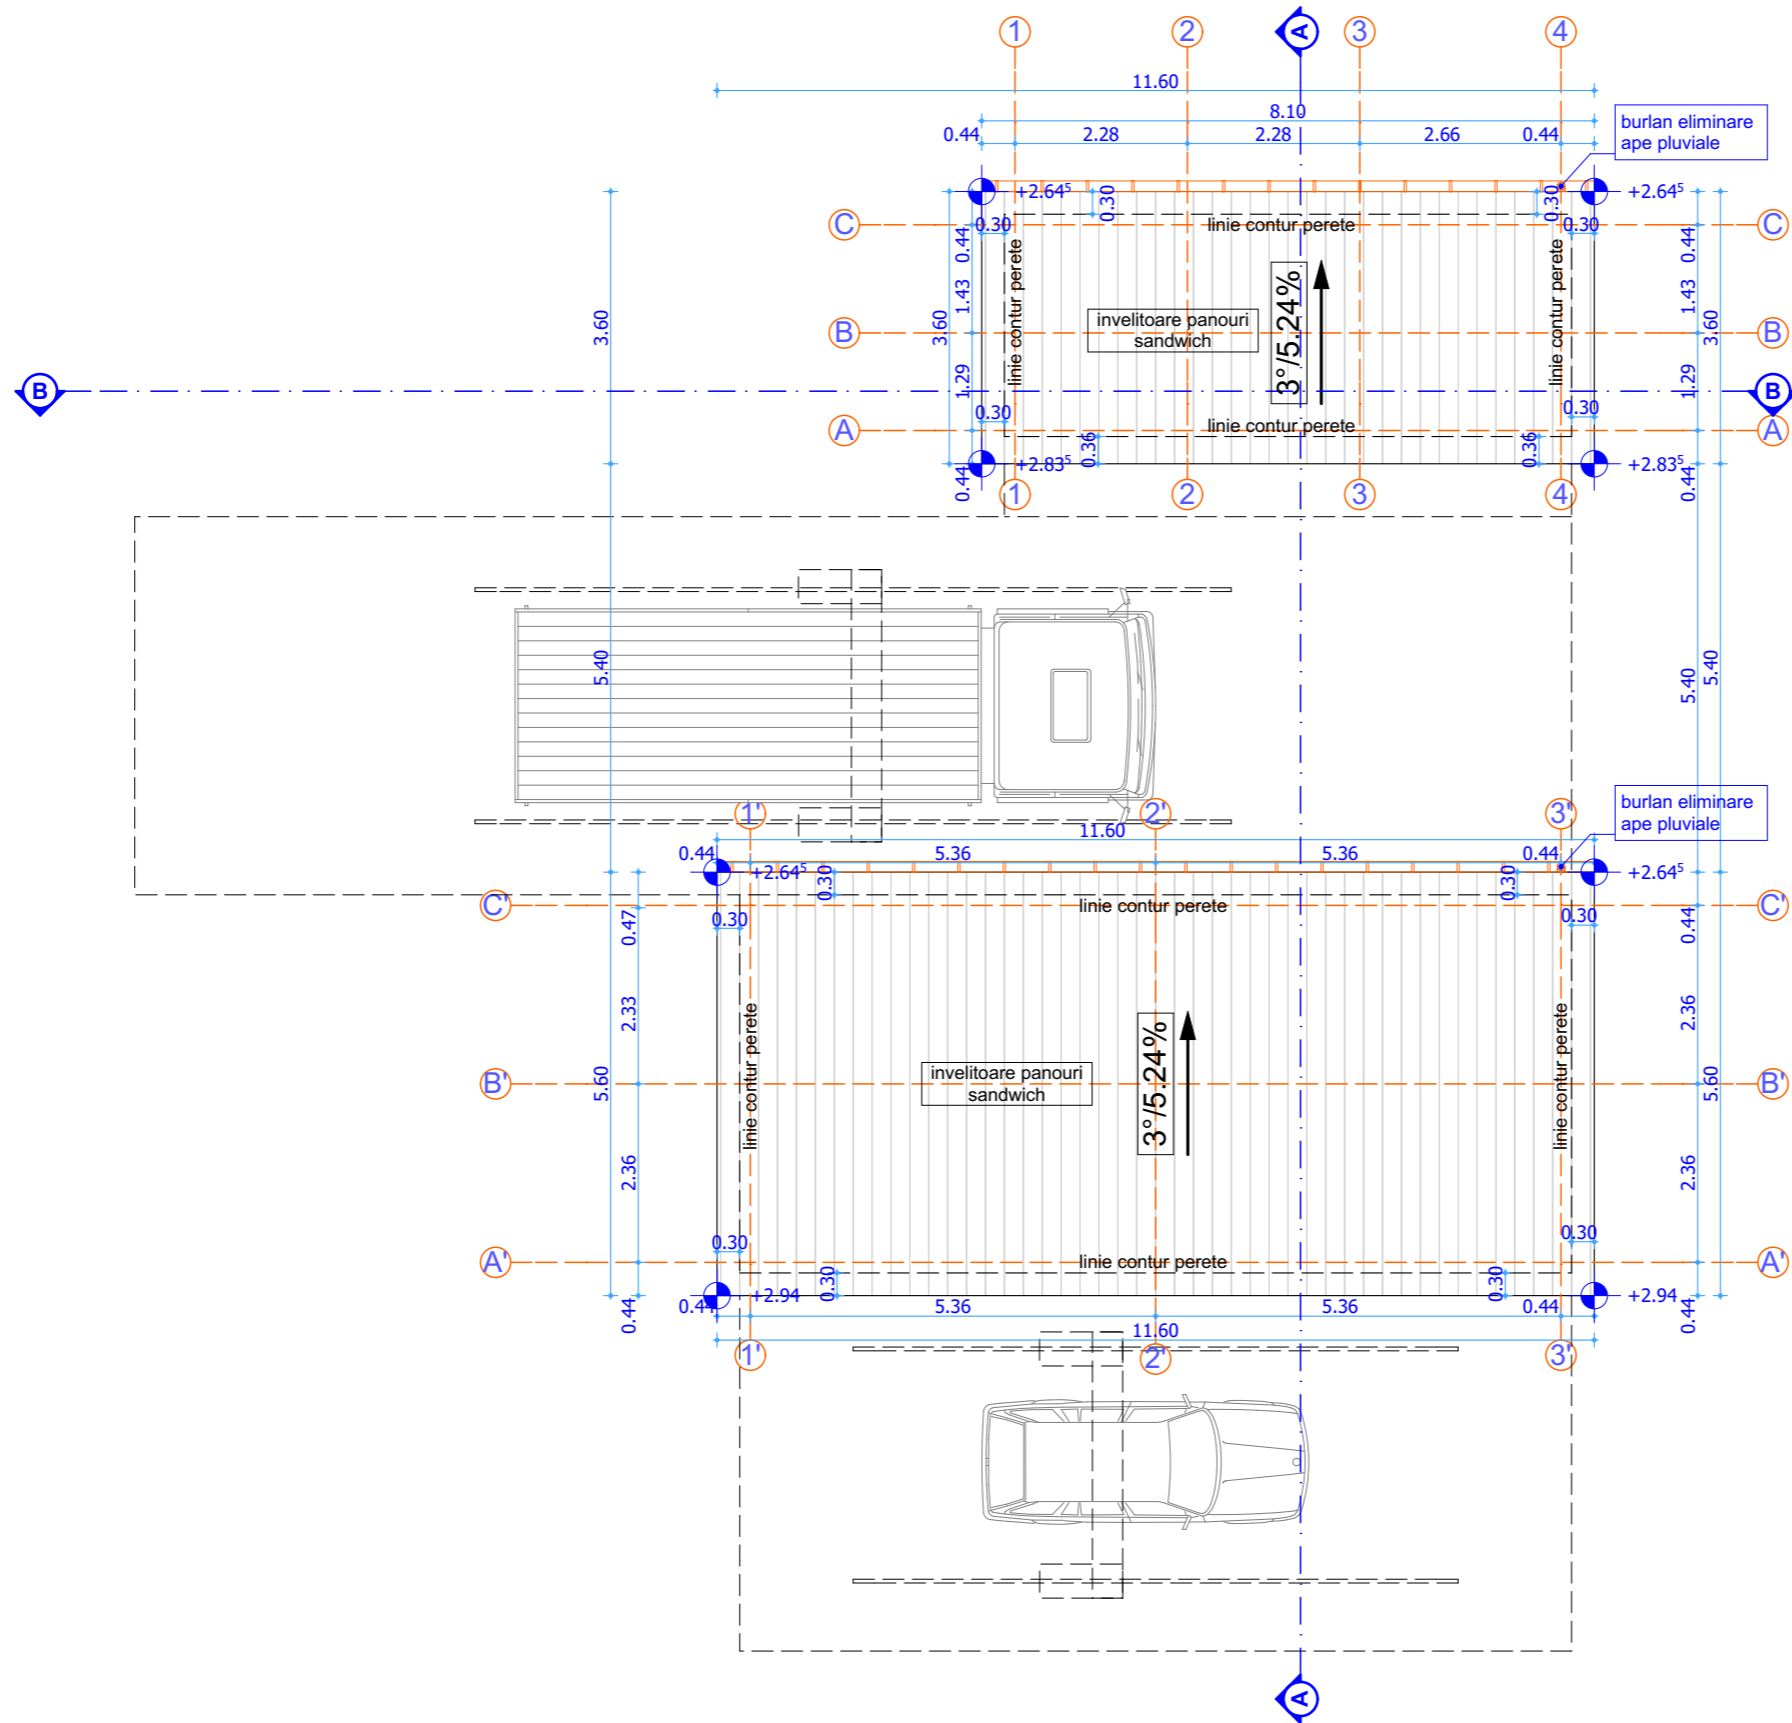 1 2 A 3 4
11.60
8.10
0.44 2.28 2.28 2.66 0.44
burlan eliminare
ape pluviale
+2.64⁵ 0.30 0.30 +2.64⁵
C 0.30 linie contur perete 0.30 C
0.44 0.44
linie contur perete linie contur perete
3.60 3.60 1.43 1.43 3.60
invelitoare panouri
sandwich
3°/5.24%
B B
1.29 1.29
B B
0.30 0.30
A linie contur perete A
0.36 0.36
+2.83⁵ +2.83⁵
0.44 0.44
1 2 3 4
5.40 5.40 5.40
burlan eliminare
ape pluviale
1' 2' 3'
11.60
0.44 5.36 5.36 0.44
+2.64⁵ 0.30 0.30 +2.64⁵
C' linie contur perete C'
0.47 0.30 0.30 0.44
2.33 2.36
linie contur perete linie contur perete
3°/5.24%
invelitoare panouri
sandwich
B' 5.60 5.60 B'
2.36 2.36
0.30 0.30
A' linie contur perete A'
0.30 0.30
+2.94 +2.94
0.44 0.44 5.36 5.36 0.44 0.44
11.60
1' 2' 3'
A